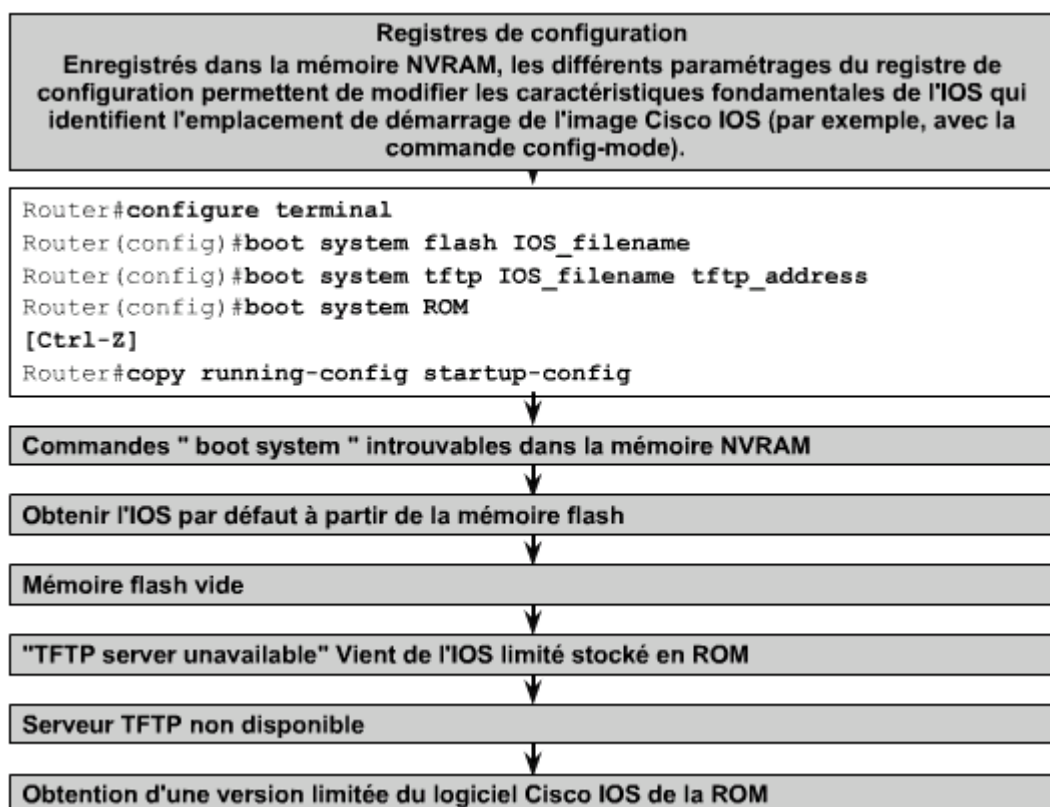 Registres de configuration
Enregistrés dans la mémoire NVRAM, les différents paramétrages du registre de
configuration permettent de modifier les caractéristiques fondamentales de l'IOS qui
identifient l'emplacement de démarrage de l'image Cisco IOS (par exemple, avec la
commande config-mode).
Router#configure terminal
Router(config)#boot system flash IOS_filename
Router(config)#boot system tftp IOS_filename tftp_address
Router(config)#boot system ROM
[Ctrl-Z]
Router#copy running-config startup-config
Commandes " boot system " introuvables dans la mémoire NVRAM
Obtenir l'IOS par défaut à partir de la mémoire flash
Mémoire flash vide
"TFTP server unavailable" Vient de l'IOS limité stocké en ROM
Serveur TFTP non disponible
Obtention d'une version limitée du logiciel Cisco IOS de la ROM